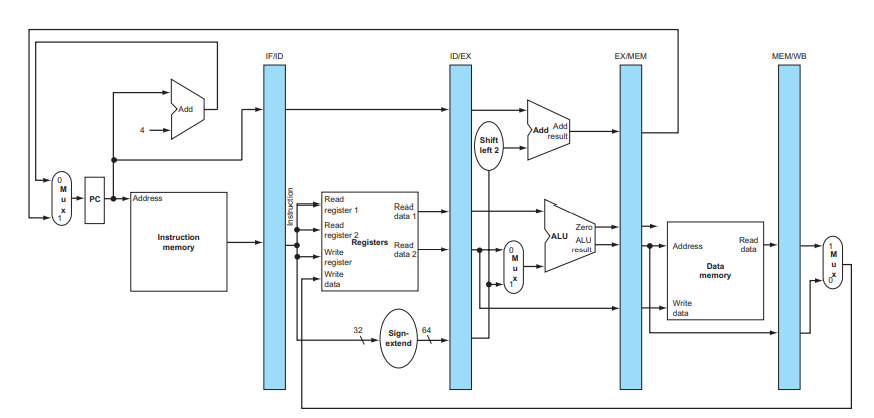 IF/ID
ID/EX
EX/MEM
MEM/WB
Add
4
0
M
u
x
1
PC
Address
Instruction
memory
Instruction
Read
register 1
Read
register 2
Write
register
Write
data
Registers
Read
data 1
Read
data 2
32
Sign-
extend
64
Shift
left 2
Add
Add
result
0
M
u
x
1
ALU
Zero
ALU
result
Address
Read
data
Data
memory
Write
data
1
M
u
x
0